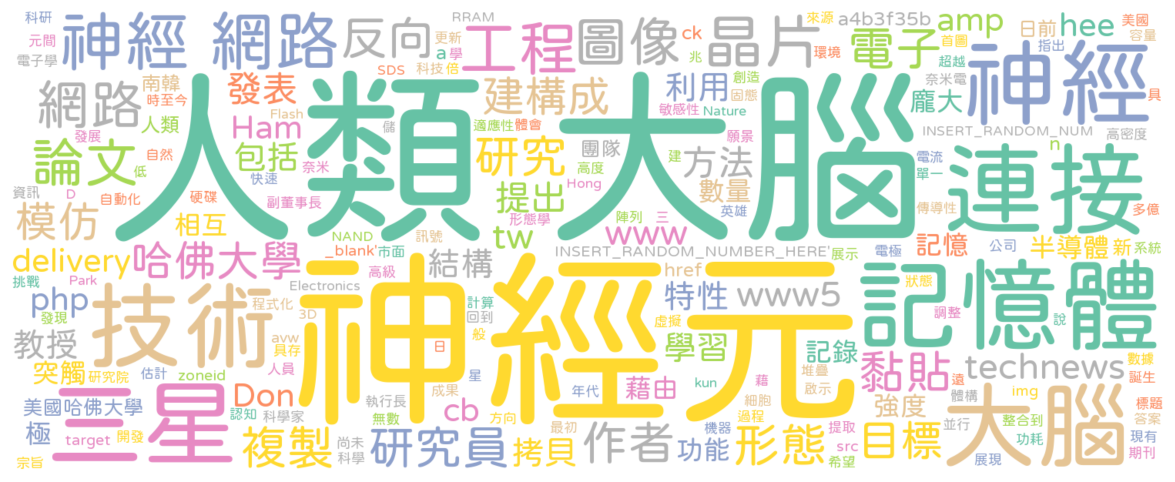 科研
神經 網路
反向
RRAM
更新
ck
a4b3f35b
amp
日前
hee
來源
美國
容量
元間
電子學
a
學
工程
圖像
晶片
電子
首圖
指出
SDS
科技
倍
兆
環境
超越
神經
網路
南韓
時至今
發表
建構成
利用
創造
固態
奈米電
龐大
具
Flash
儲
敏感性
Nature
人類
大腦
連接
發展
人類
Ham
適應性
體會
願景
INSERT_RANDOM_NUM
高密度
n
論文
自然
包括
奈米
研究
團隊
建
方法
電流
單一
低
快速
高度
Hong
數量
資訊
D
自動化
硬碟
副董事長
提出
形態學
陣列
三
英雄
傳導性
多億
模仿
相互
NAND
訊號
tw
www
_blank'
市面
INSERT_RANDOM_NUMBER_HERE'
展示
電極
記憶
公司
半導體
新
系統
delivery
哈佛大學
高級
結構
href
挑戰
Park
程式化
Electronics
神經元
特性
www5
狀態
記憶體
php
發現
技術
3D
計算
回到
虛擬
調整
說
教授
avw
具存
般
學習
記錄
黏貼
technews
數據
突觸
研究院
估計
zoneid
人員
日
成果
星
年代
藉由
kun
藉
堆疊
啟示
遠
體構
img
誕生
美國哈佛大學
三星
Don
認知
科學家
執行長
無數
cb
方向
細胞
過程
機器
提取
強度
大腦
整合到
標題
答案
極
target
開發
複製
尚未
科學
研究員
最初
拷貝
作者
功能
形態
src
希望
目標
並行
功耗
現有
展現
期刊
宗旨